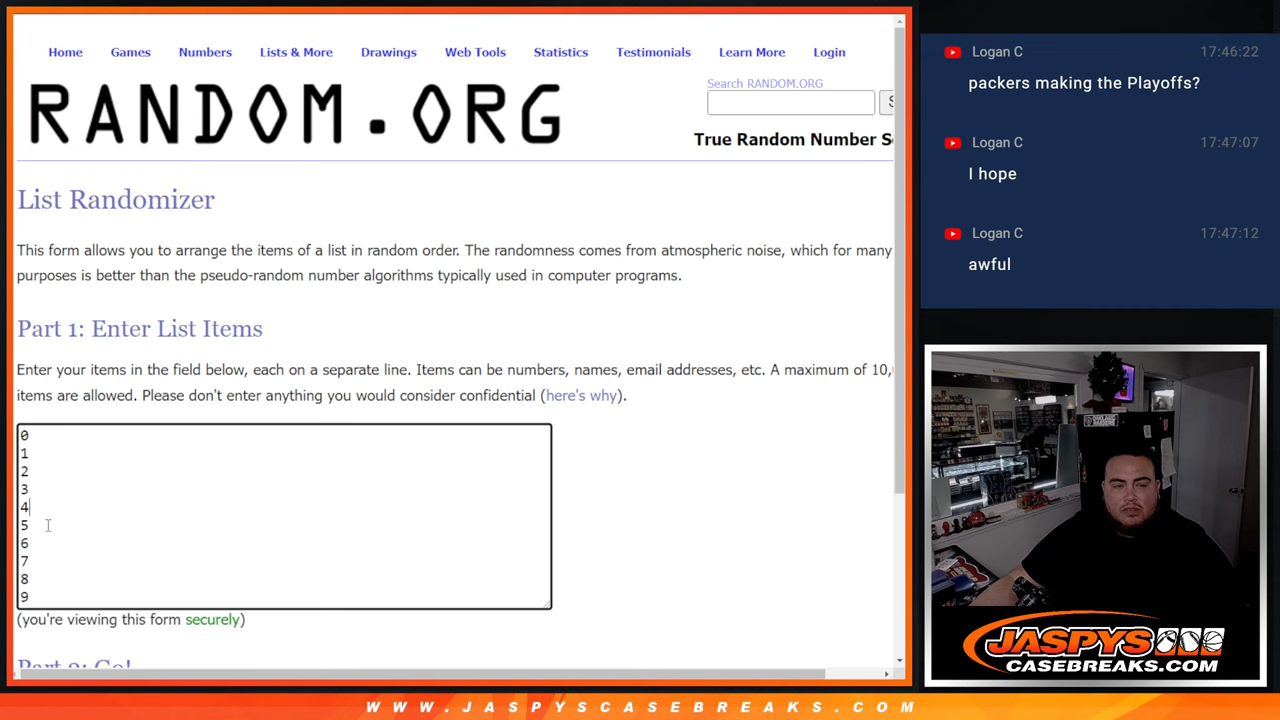 Home Games Numbers Lists & More Drawings Web Tools Statistics Testimonials Learn More Login
RANDOM.ORG
Search RANDOM.ORG
True Random Number
List Randomizer
This form allows you to arrange the items of a list in random order. The randomness comes from atmospheric noise, which for many
purposes is better than the pseudo-random number algorithms typically used in computer programs.
Part 1: Enter List Items
Enter your items in the field below, each on a separate line. Items can be numbers, names, email addresses, etc. A maximum of 10,
items are allowed. Please don't enter anything you would consider confidential (here's why).
0
1
2
3
4
5
6
7
8
9
(you're viewing this form securely)
Part 2: Go!
Logan C 17:46:22
packers making the Playoffs?
Logan C 17:47:07
I hope
Logan C 17:47:12
awful
JASPYS
CASEBREAKS.COM
WWW.JASPYSCASEBREAKS.COM